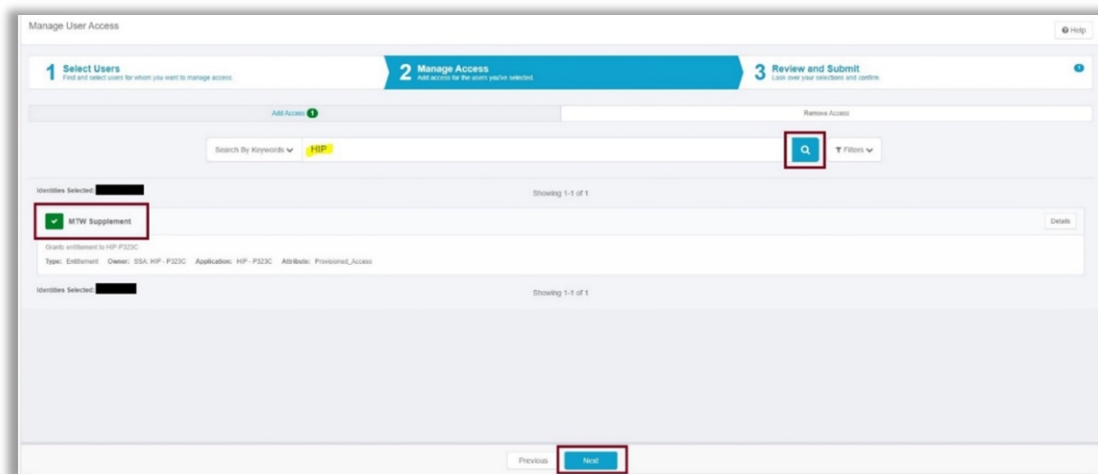 Manage User Access
Help
1 Select Users
Find and select users for whom you want to manage access.
2 Manage Access
Add access for the users you've selected.
3 Review and Submit
Look over your selections and confirm.
1
Add Access 1
Remove Access
Search By Keywords
HIP
Filters
Identities Selected:
Showing 1-1 of 1
MTW Supplement
Details
Grants entitlement to HIP-P323C
Type: Entitlement Owner: SSA: HIP - P323C Application: HIP - P323C Attribute: Provisioned_Access
Identities Selected:
Showing 1-1 of 1
Previous
Next